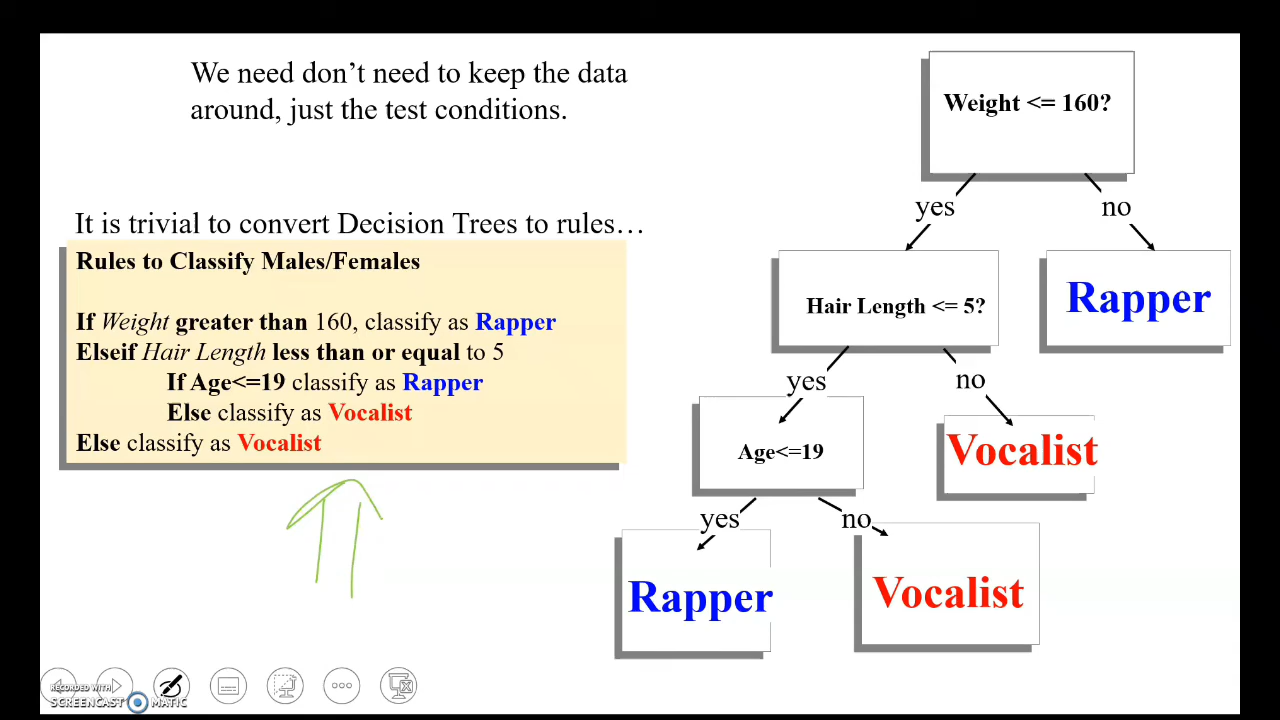 We need don’t need to keep the data
around, just the test conditions.
It is trivial to convert Decision Trees to rules…
Rules to Classify Males/Females
If Weight greater than 160, classify as Rapper
Elseif Hair Length less than or equal to 5
If Age<=19 classify as Rapper
Else classify as Vocalist
Else classify as Vocalist
Weight <= 160?
yes
no
Hair Length <= 5?
Rapper
yes
no
Age<=19
Vocalist
yes
no
Rapper
Vocalist
RECORDED WITH
SCREENCAST MATIC